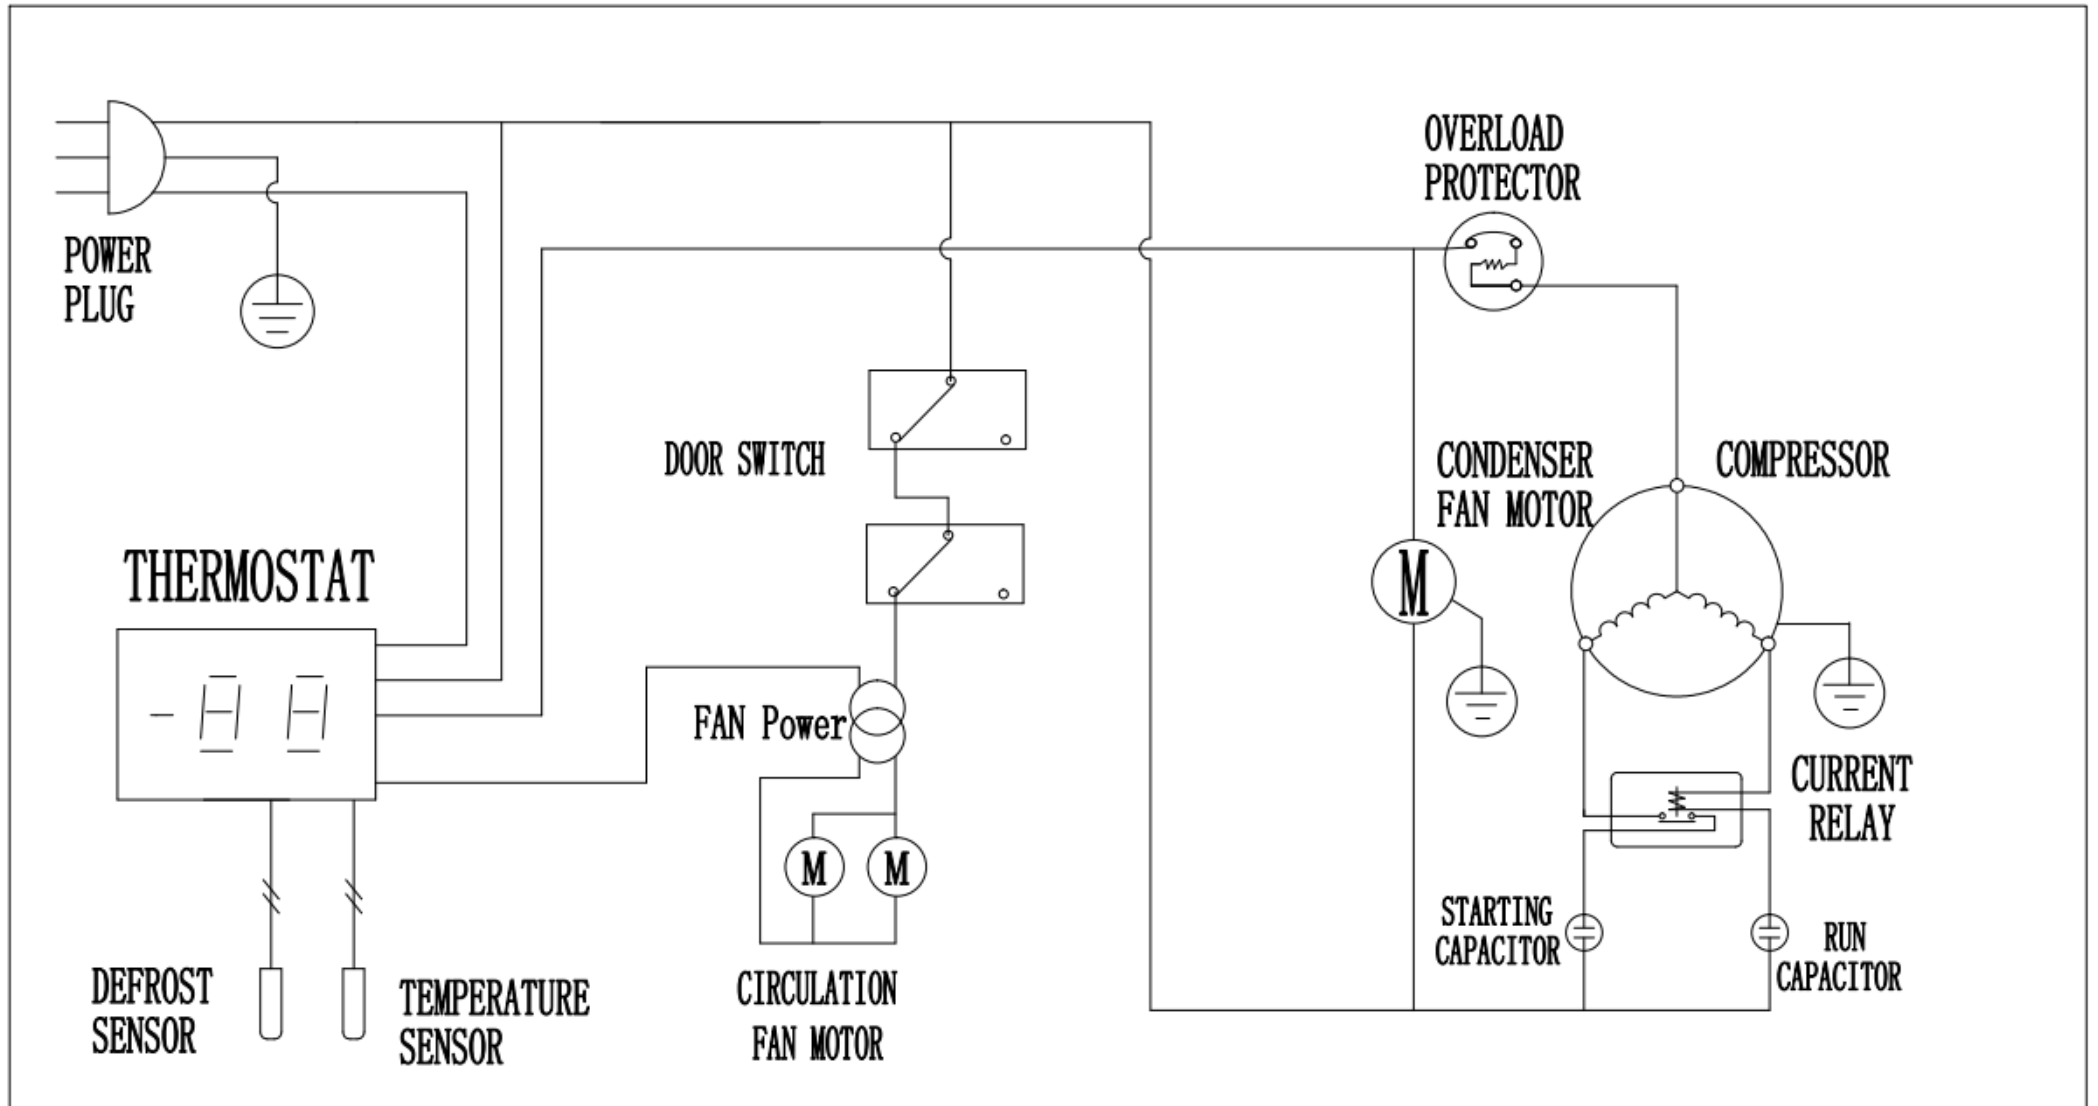 OVERLOAD
PROTECTOR
POWER
PLUG
DOOR SWITCH
CONDENSER
FAN MOTOR
COMPRESSOR
THERMOSTAT
M
-88
FAN Power
CURRENT
RELAY
M
M
STARTING
CAPACITOR
RUN
CAPACITOR
DEFROST
SENSOR
TEMPERATURE
SENSOR
CIRCULATION
FAN MOTOR